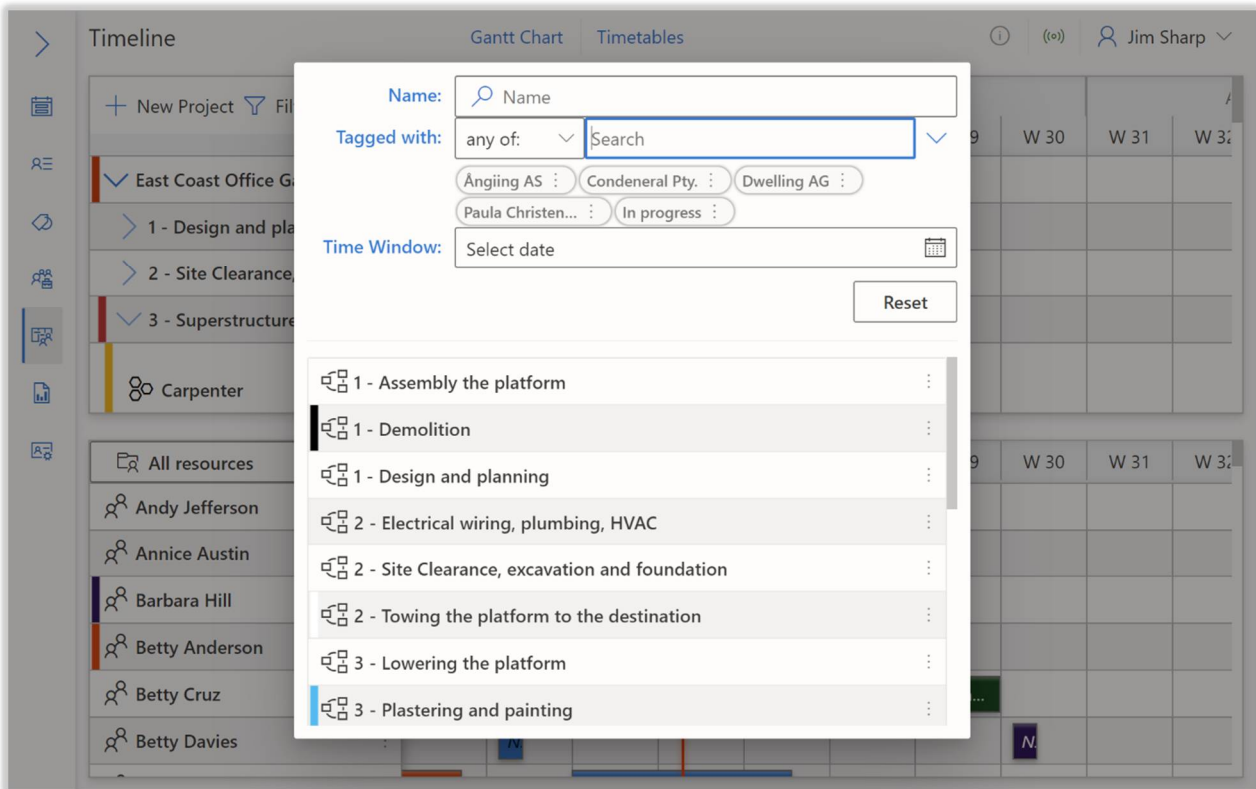 Timeline
Gantt Chart
Timetables
Jim Sharp
New Project
Fil
9
W 30
W 31
W 32
East Coast Office G
1 - Design and pla
2 - Site Clearance,
3 - Superstructure
Carpenter
Name:
Name
Tagged with:
any of:
Search
Ångiing AS
Condeneral Pty.
Dwelling AG
Paula Christen...
In progress
Time Window:
Select date
Reset
1 - Assembly the platform
1 - Demolition
1 - Design and planning
2 - Electrical wiring, plumbing, HVAC
2 - Site Clearance, excavation and foundation
2 - Towing the platform to the destination
3 - Lowering the platform
3 - Plastering and painting
All resources
9
W 30
W 31
W 32
Andy Jefferson
Annice Austin
Barbara Hill
Betty Anderson
Betty Cruz
Betty Davies
N.
N.